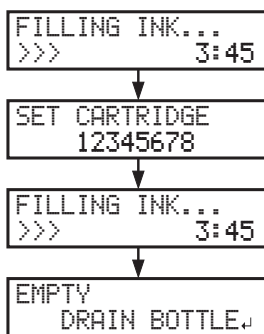 FILLING INK...
>>> 3:45
SET CARTRIDGE
12345678
FILLING INK...
>>> 3:45
EMPTY
DRAIN BOTTLE↵